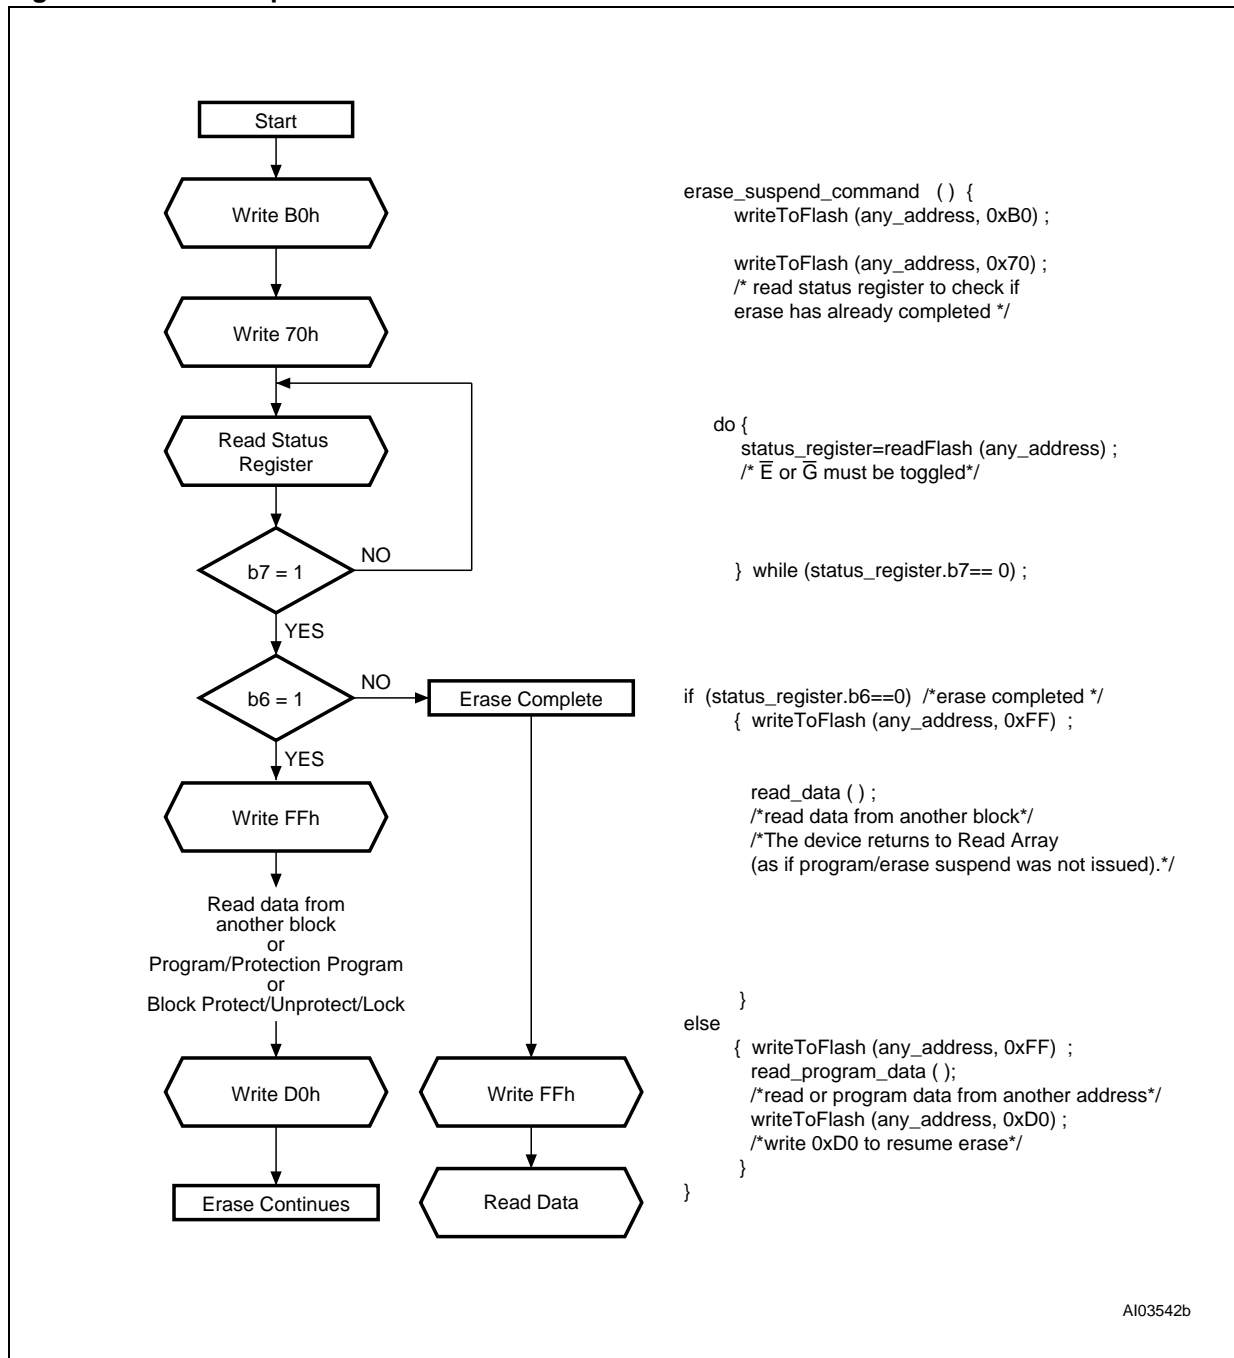 Start
Write B0h
Write 70h
Read Status
Register
b7 = 1
NO
YES
b6 = 1
NO
Erase Complete
YES
Write FFh
Read data from
another block
or
Program/Protection Program
or
Block Protect/Unprotect/Lock
Write D0h
Erase Continues
Write FFh
Read Data
erase_suspend_command ( ) {
writeToFlash (any_address, 0xB0) ;
writeToFlash (any_address, 0x70) ;
/* read status register to check if
erase has already completed */
do {
status_register=readFlash (any_address) ;
/* E̅ or G̅ must be toggled*/
} while (status_register.b7== 0) ;
if (status_register.b6==0) /*erase completed */
{ writeToFlash (any_address, 0xFF) ;
read_data ( ) ;
/*read data from another block*/
/*The device returns to Read Array
(as if program/erase suspend was not issued).*/
}
else
{ writeToFlash (any_address, 0xFF) ;
read_program_data ( );
/*read or program data from another address*/
writeToFlash (any_address, 0xD0) ;
/*write 0xD0 to resume erase*/
}
}
AI03542b